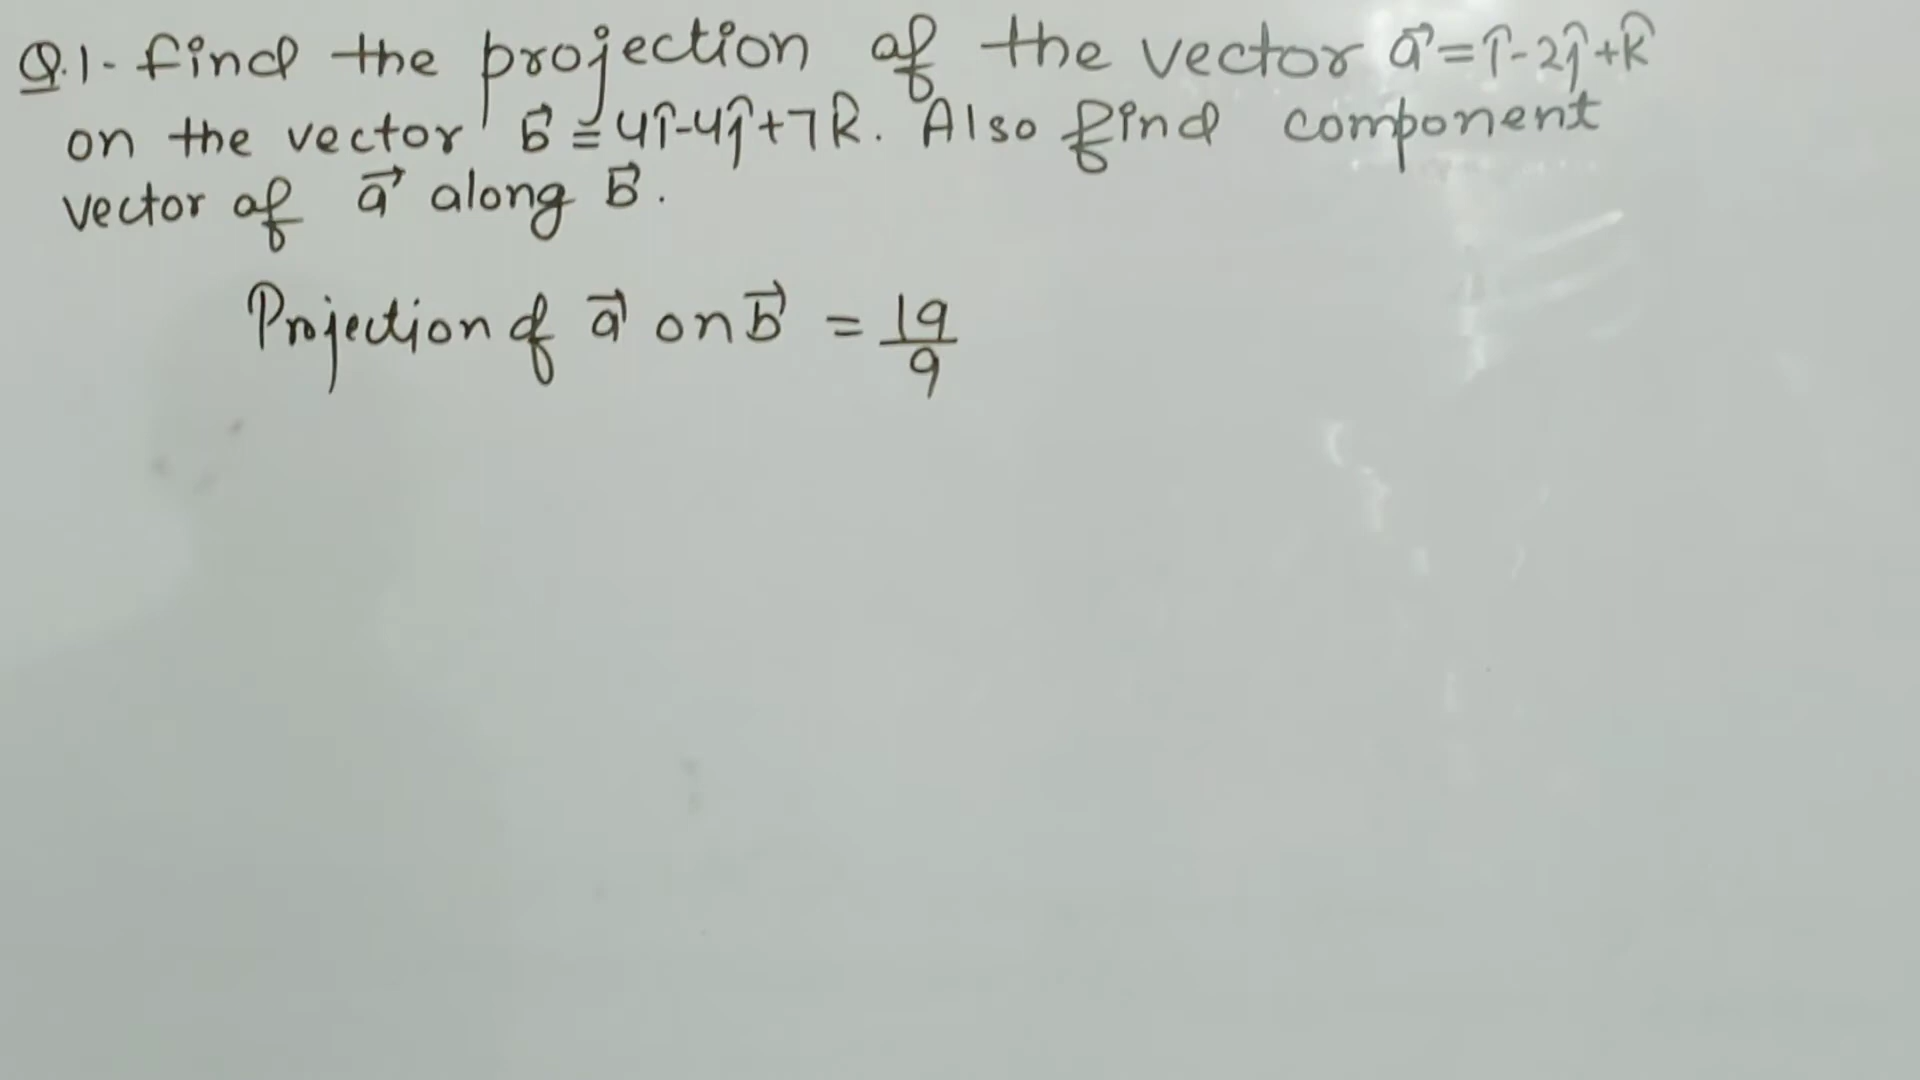 Q.1- find the projection of the vector a⃗ = î-2ĵ+k̂
on the vector b⃗ = 4î-4ĵ+7k̂. Also find component
vector of a⃗ along b⃗.
Projection of a⃗ on b⃗ = 19/9